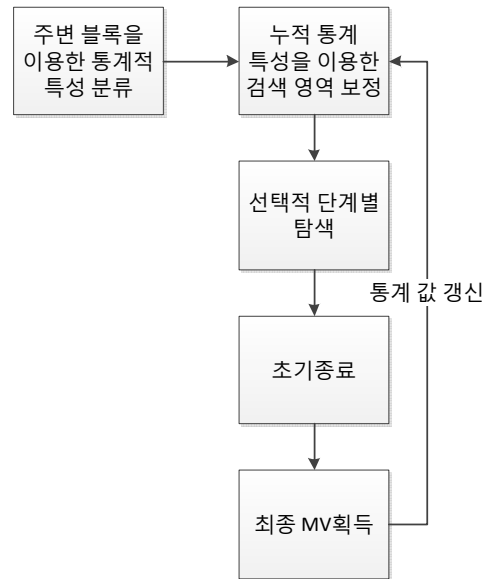 주변 블록을
이용한 통계적
특성 분류
누적 통계
특성을 이용한
검색 영역 보정
선택적 단계별
탐색
통계 값 갱신
초기종료
최종 MV획득